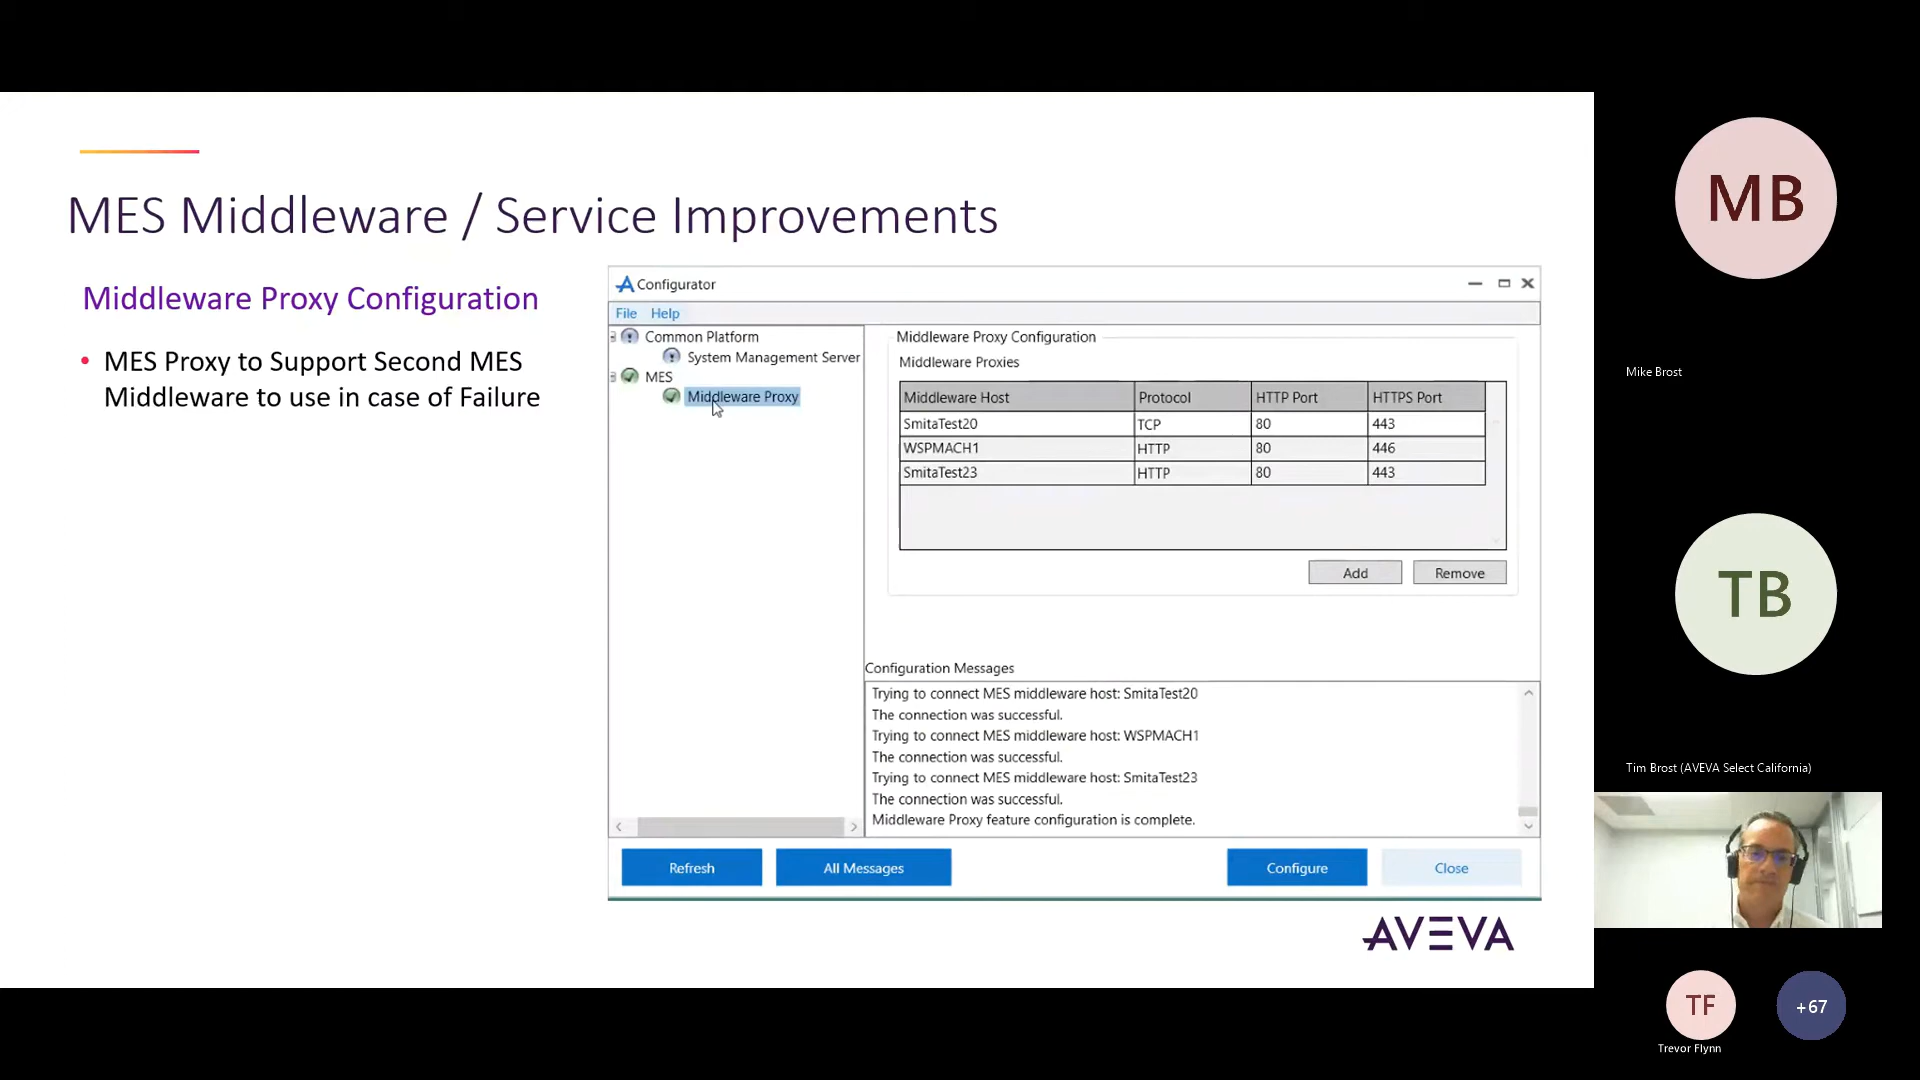 MES Middleware / Service Improvements
Middleware Proxy Configuration
• MES Proxy to Support Second MES
Middleware to use in case of Failure
Configurator
File Help
Common Platform
System Management Server
MES
Middleware Proxy
Middleware Proxy Configuration
Middleware Proxies
Middleware Host Protocol HTTP Port HTTPS Port
SmitaTest20 TCP 80 443
WSPMACH1 HTTP 80 446
SmitaTest23 HTTP 80 443
Add Remove
Configuration Messages
Trying to connect MES middleware host: SmitaTest20
The connection was successful.
Trying to connect MES middleware host: WSPMACH1
The connection was successful.
Trying to connect MES middleware host: SmitaTest23
The connection was successful.
Middleware Proxy feature configuration is complete.
Refresh All Messages Configure Close
AVEVA
MB
Mike Brost
TB
Tim Brost (AVEVA Select California)
TF
+67
Trevor Flynn